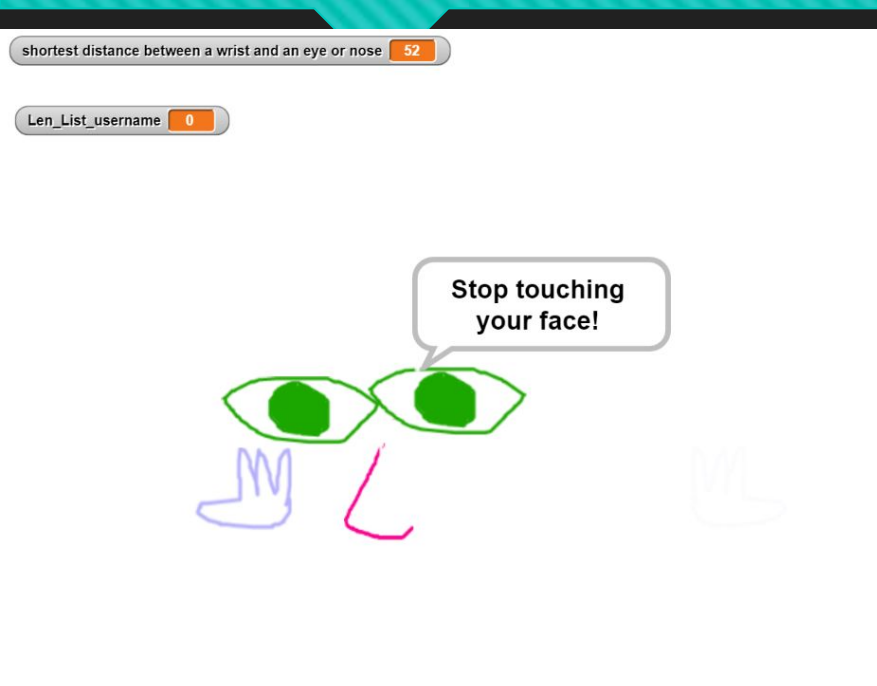 shortest distance between a wrist and an eye or nose 52
Len_List_username 0
Stop touching
your face!